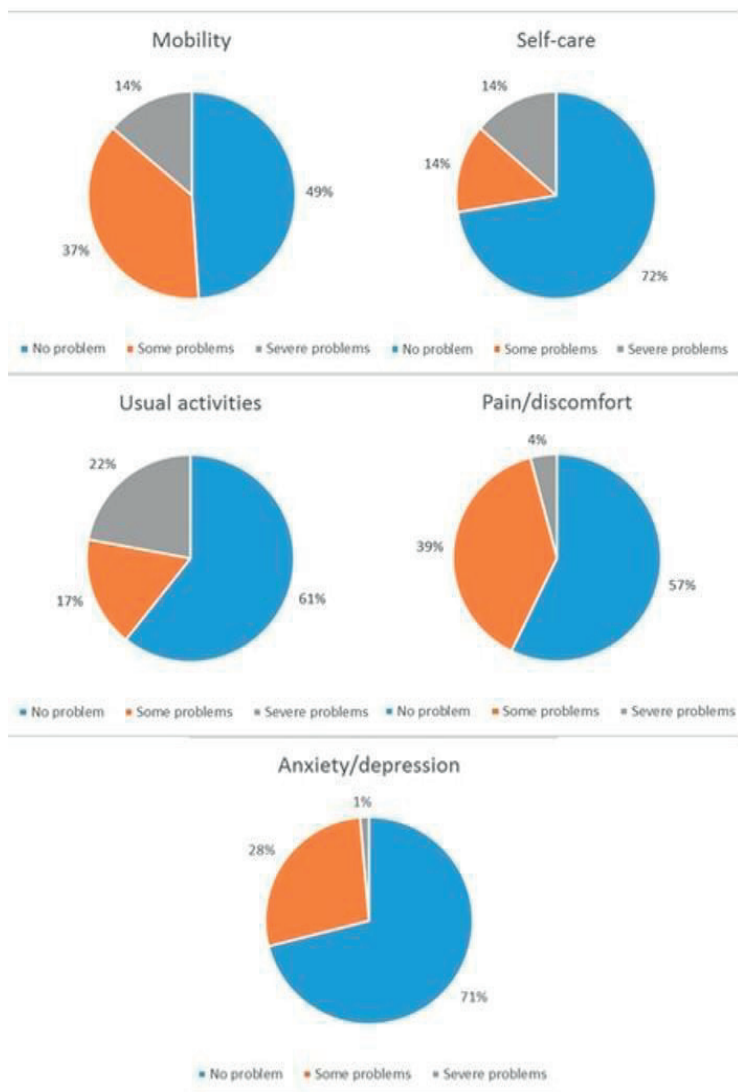 Mobility
14%
49%
37%
No problem Some problems Severe problems
Self-care
14%
14%
72%
No problem Some problems Severe problems
Usual activities
22%
17%
61%
No problem Some problems Severe problems
Pain/discomfort
4%
39%
57%
No problem Some problems Severe problems
Anxiety/depression
1%
28%
71%
No problem Some problems Severe problems